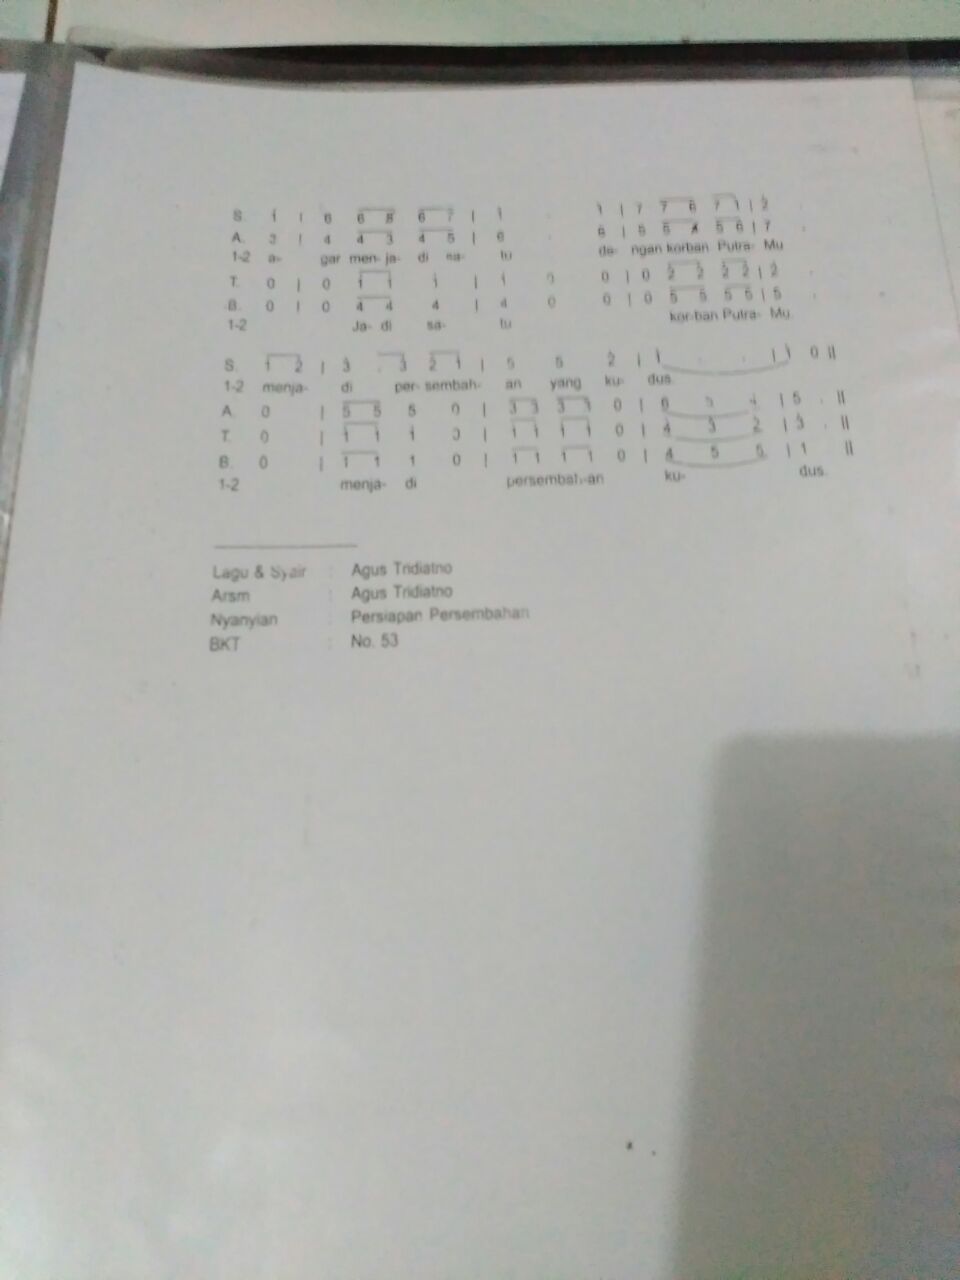 S. 1 | 6 6 8 6 7 | 1 . 1 | 7 7 6 7 1 | 2
A. 3 | 4 4 3 4 5 | 6 . 6 | 5 5 4 5 6 | 7
1-2 a- gar men- ja- di sa- tu de- ngan korban Putra- Mu
T. 0 | 0 1 1 1 | 1 0 0 | 0 2 2 2 2 | 2 .
B. 0 | 0 4 4 4 | 4 0 0 | 0 5 5 5 5 | 5 .
1-2 Ja- di sa- tu kor-ban Putra- Mu.
S. 1 2 | 3 . 3 2 1 | 5 5 2 | 1 . . | 1 0 ||
1-2 menja- di per- sembah- an yang ku- dus.
A. 0 | 5 5 5 0 | 3 3 3 3 0 | 6 5 4 | 5 . ||
T. 0 | 1 1 1 0 | 1 1 1 1 0 | 4 3 2 | 3 . ||
B. 0 | 1 1 1 0 | 1 1 1 1 0 | 4 5 5 | 1 ||
1-2 menja- di persembah-an ku- dus.
Lagu & Syair : Agus Tridiatno
Arsm : Agus Tridiatno
Nyanyian : Persiapan Persembahan
BKT : No. 53